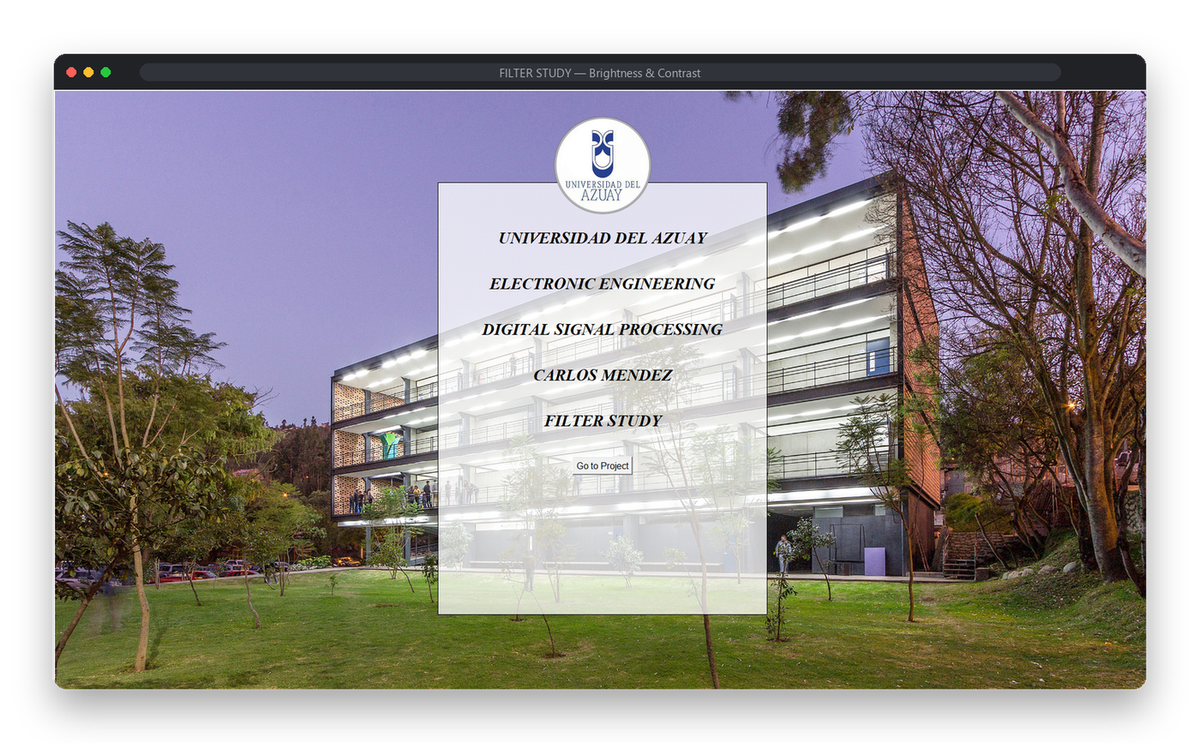 FILTER STUDY — Brightness & Contrast
UNIVERSIDAD DEL
AZUAY
UNIVERSIDAD DEL AZUAY
ELECTRONIC ENGINEERING
DIGITAL SIGNAL PROCESSING
CARLOS MENDEZ
FILTER STUDY
Go to Project